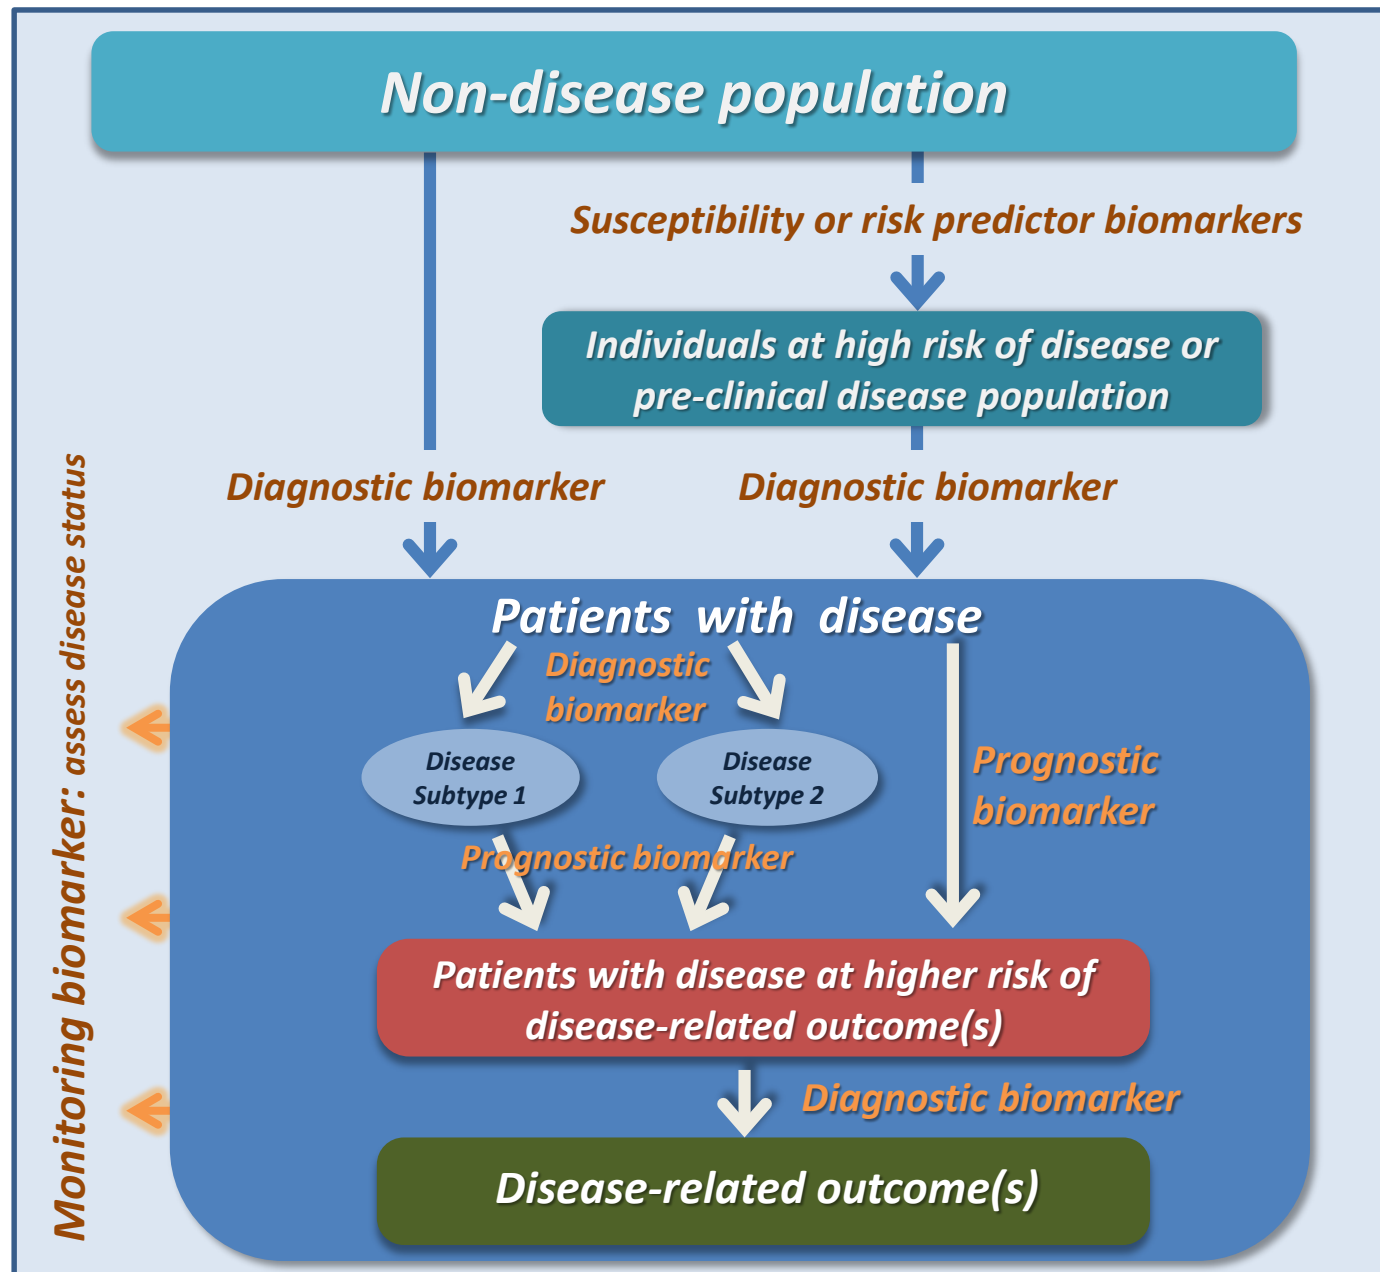 Non-disease population
Susceptibility or risk predictor biomarkers
Individuals at high risk of disease or
pre-clinical disease population
Diagnostic biomarker
Diagnostic biomarker
Monitoring biomarker: assess disease status
Patients with disease
Diagnostic
biomarker
Disease
Subtype 1
Disease
Subtype 2
Prognostic
biomarker
Prognostic biomarker
Patients with disease at higher risk of
disease-related outcome(s)
Diagnostic biomarker
Disease-related outcome(s)